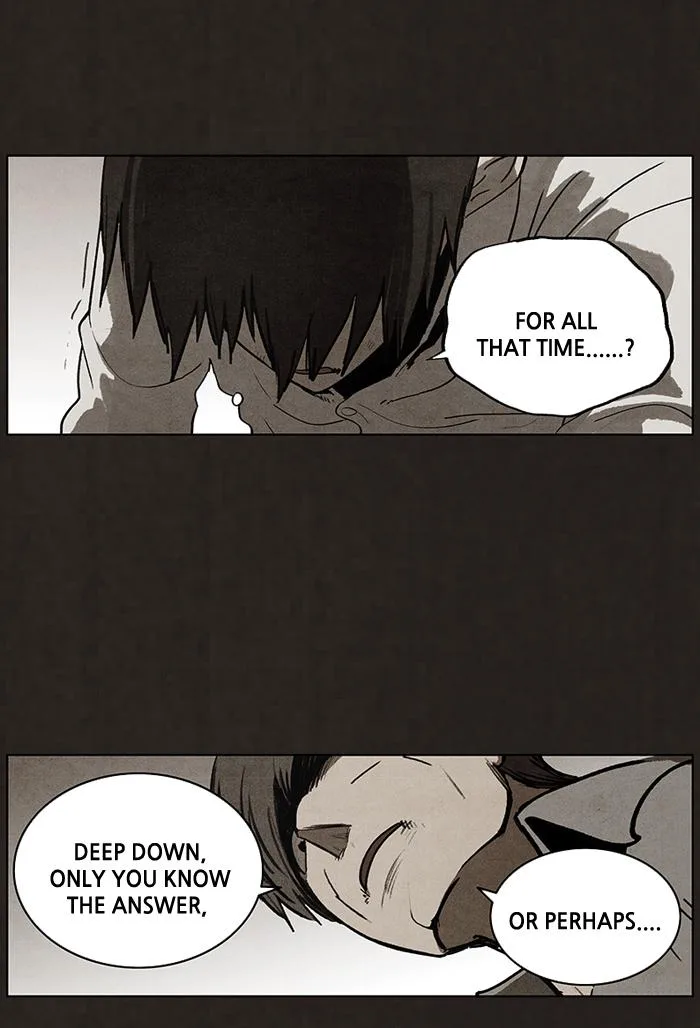 FOR ALL
THAT TIME......?
DEEP DOWN,
ONLY YOU KNOW
THE ANSWER,
OR PERHAPS....